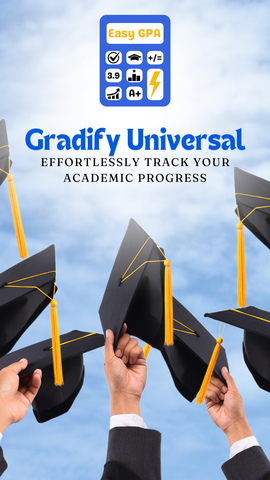 Easy GPA
+/=
3.9
A+
Gradify Universal
EFFORTLESSLY TRACK YOUR
ACADEMIC PROGRESS